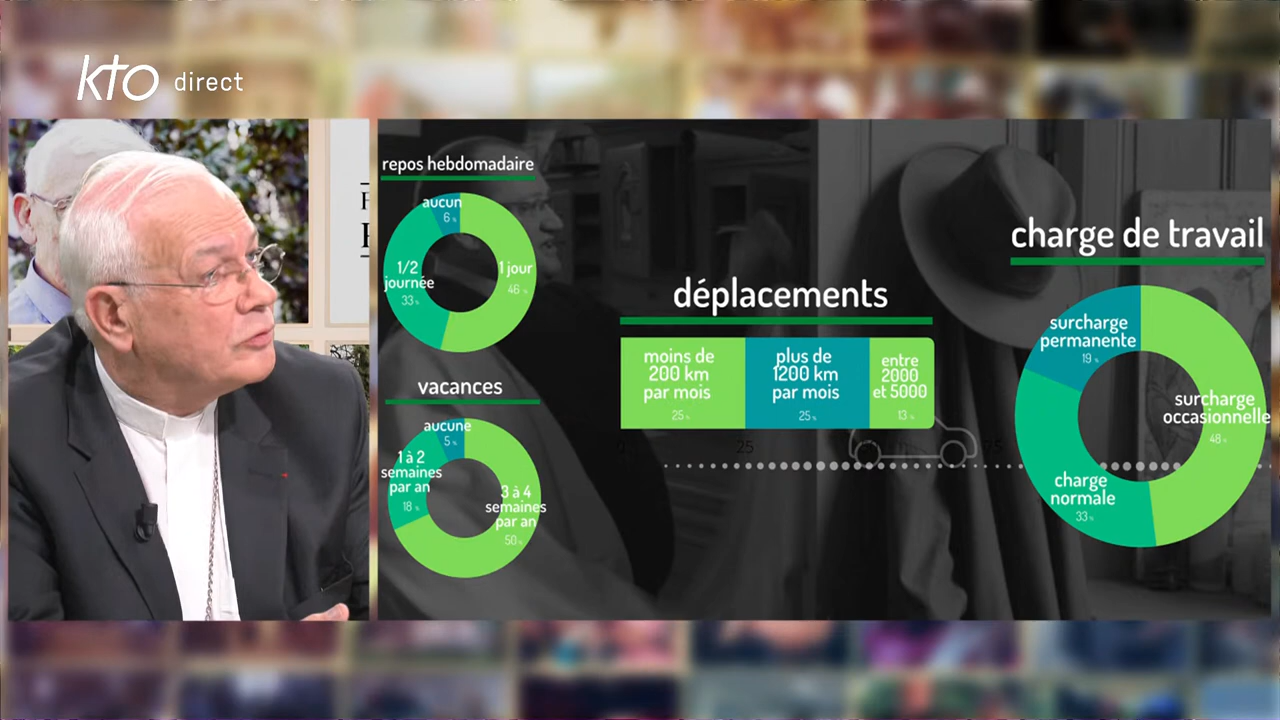 kto direct
repos hebdomadaire
aucun
6 %
1/2
journée
33 %
1 jour
46 %
vacances
aucune
5 %
1 à 2
semaines
par an
18 %
3 à 4
semaines
par an
50 %
déplacements
moins de
200 km
par mois
25 %
plus de
1200 km
par mois
25 %
entre
2000
et 5000
13 %
25
charge de travail
surcharge
permanente
19 %
surcharge
occasionnelle
48 %
charge
normale
33 %